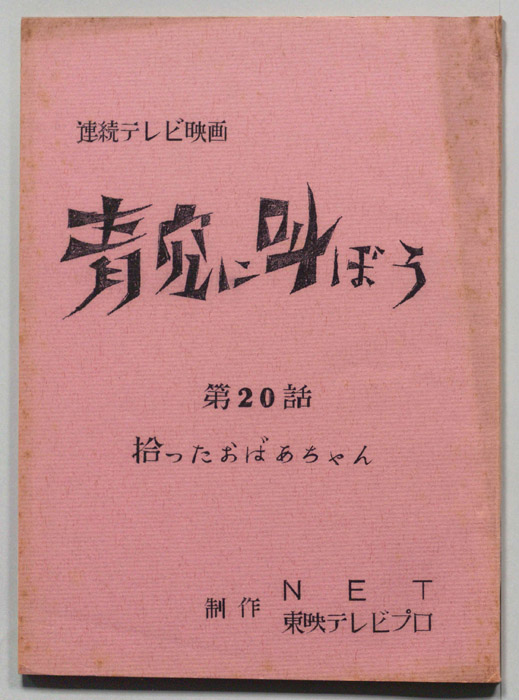 連続テレビ映画
青空に叫ぼう
第20話
拾ったおばあちゃん
制作 NET
東映テレビプロ